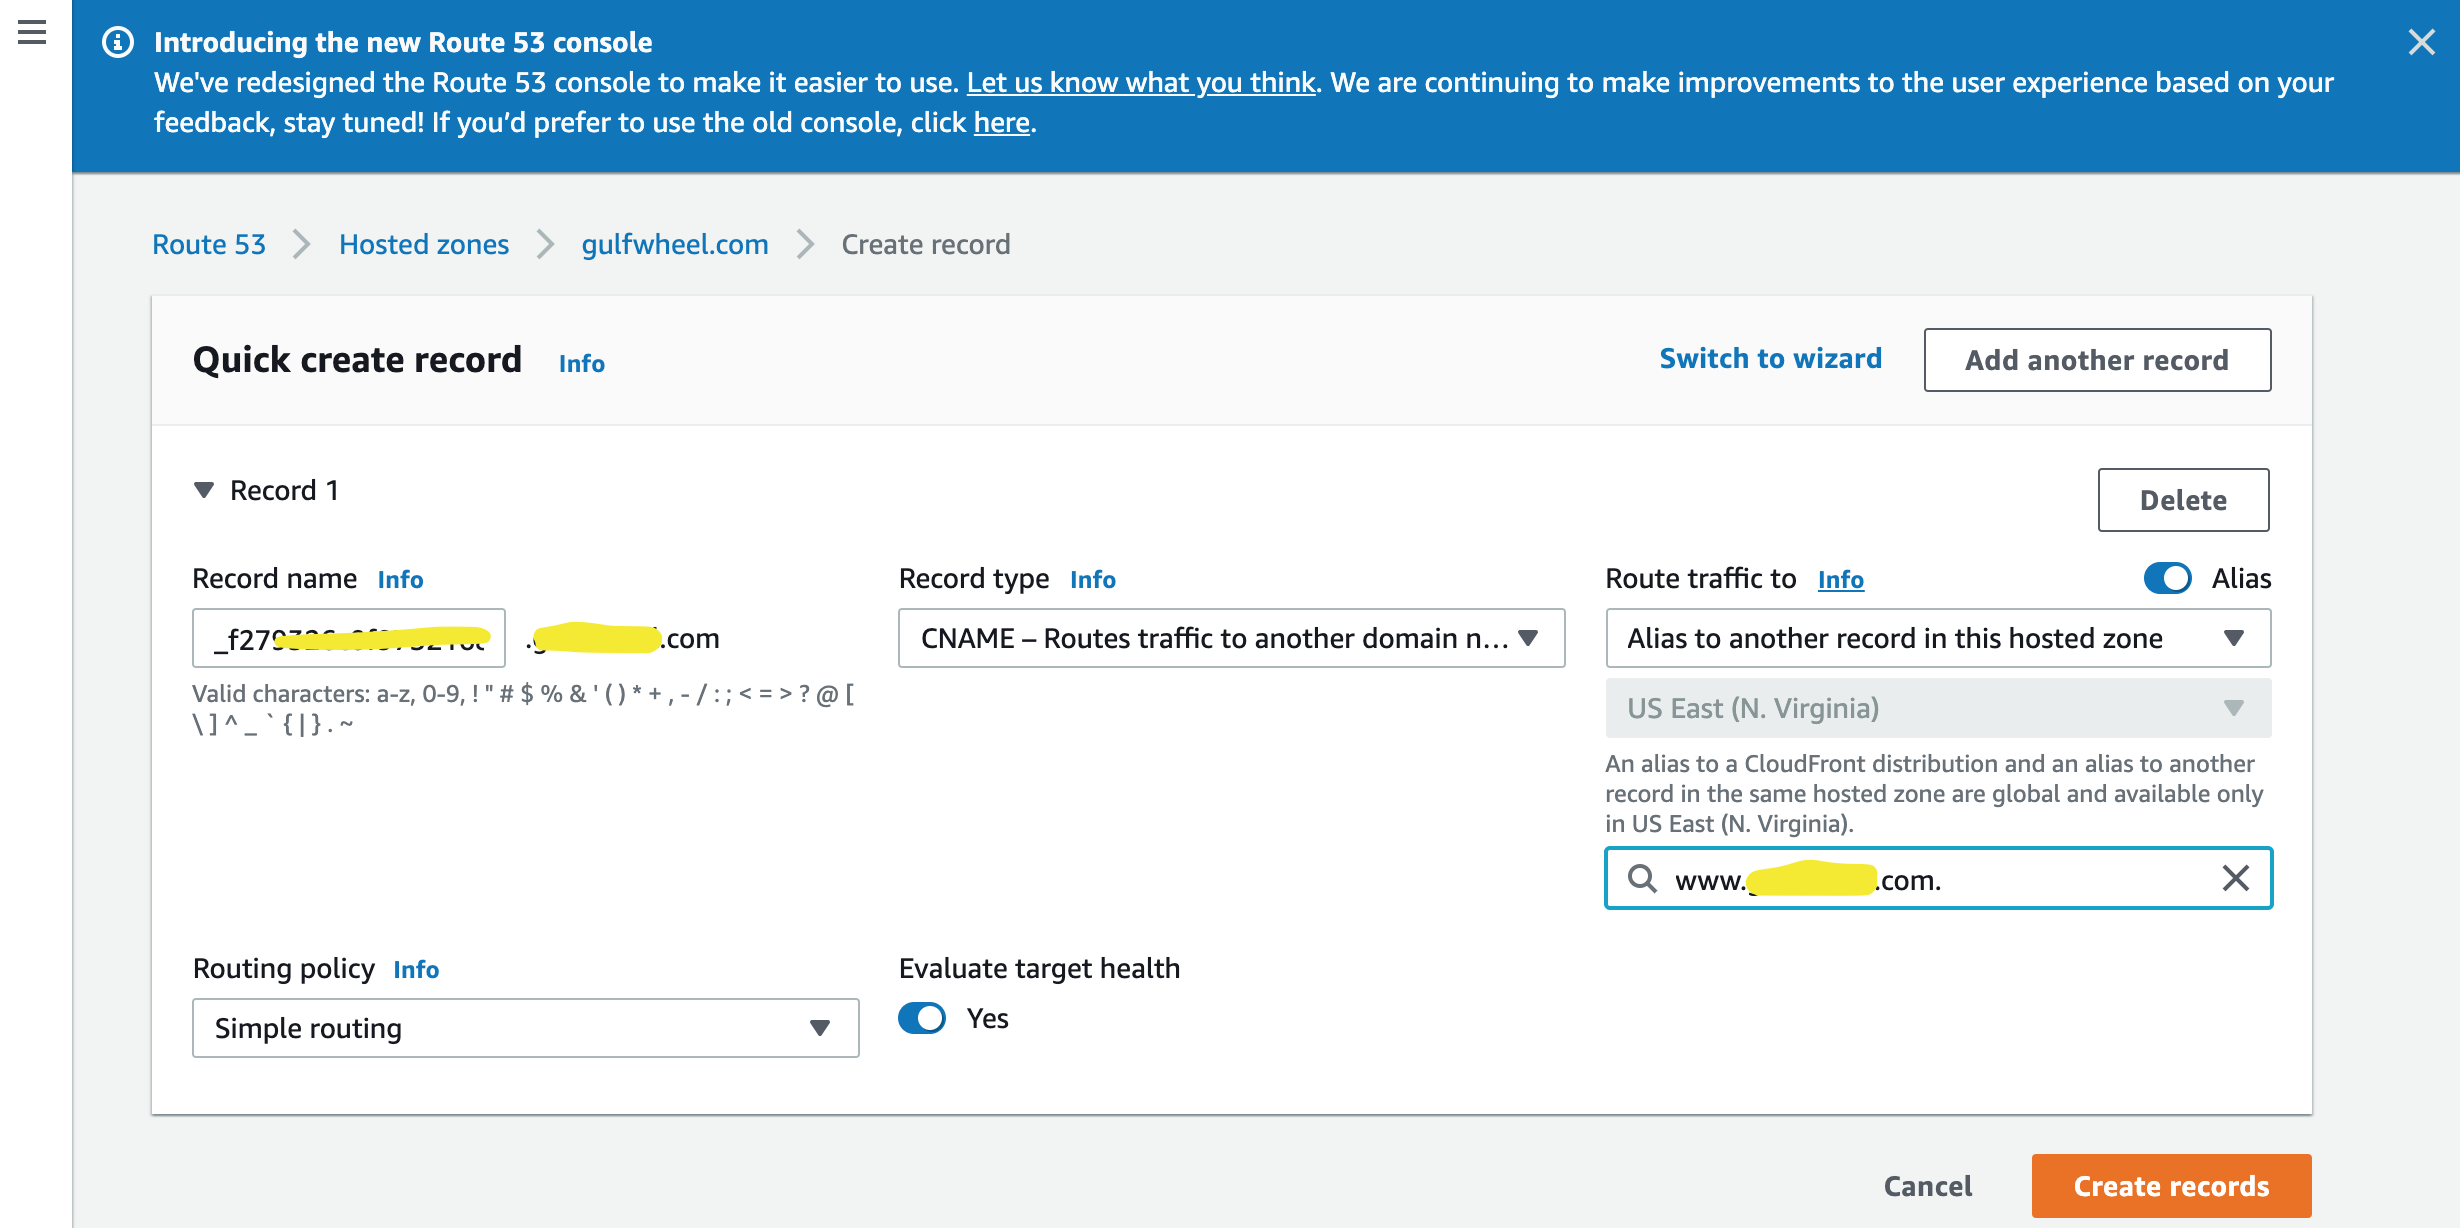 Introducing the new Route 53 console
We've redesigned the Route 53 console to make it easier to use. Let us know what you think. We are continuing to make improvements to the user experience based on your
feedback, stay tuned! If you’d prefer to use the old console, click here.
Route 53 Hosted zones gulfwheel.com Create record
Quick create record Info
Switch to wizard
Add another record
Record 1
Delete
Record name Info
Record type Info
Route traffic to Info
Alias
_f279
.com
CNAME – Routes traffic to another domain n...
Alias to another record in this hosted zone
Valid characters: a-z, 0-9, ! " # $ % & ' ( ) * + , - / : ; < = > ? @ [
\ ] ^ _ ` { | } . ~
US East (N. Virginia)
An alias to a CloudFront distribution and an alias to another
record in the same hosted zone are global and available only
in US East (N. Virginia).
www. .com.
Routing policy Info
Evaluate target health
Simple routing
Yes
Cancel
Create records